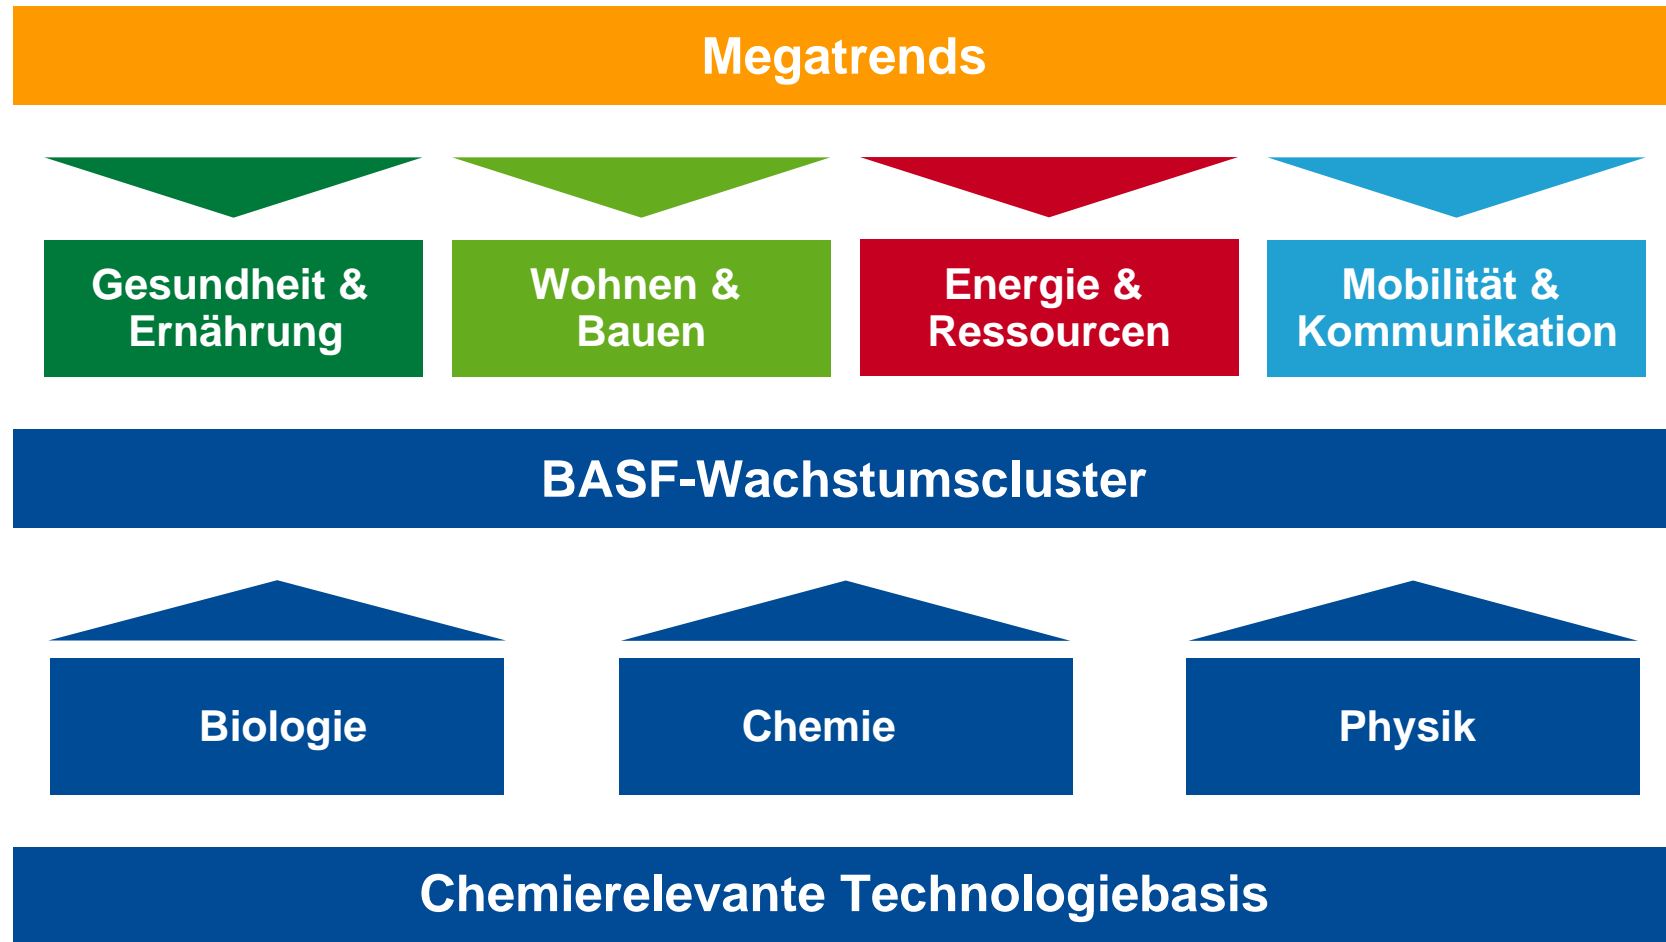 Megatrends
Gesundheit &
Ernährung
Wohnen &
Bauen
Energie &
Ressourcen
Mobilität &
Kommunikation
BASF-Wachstumscluster
Biologie
Chemie
Physik
Chemierelevante Technologiebasis